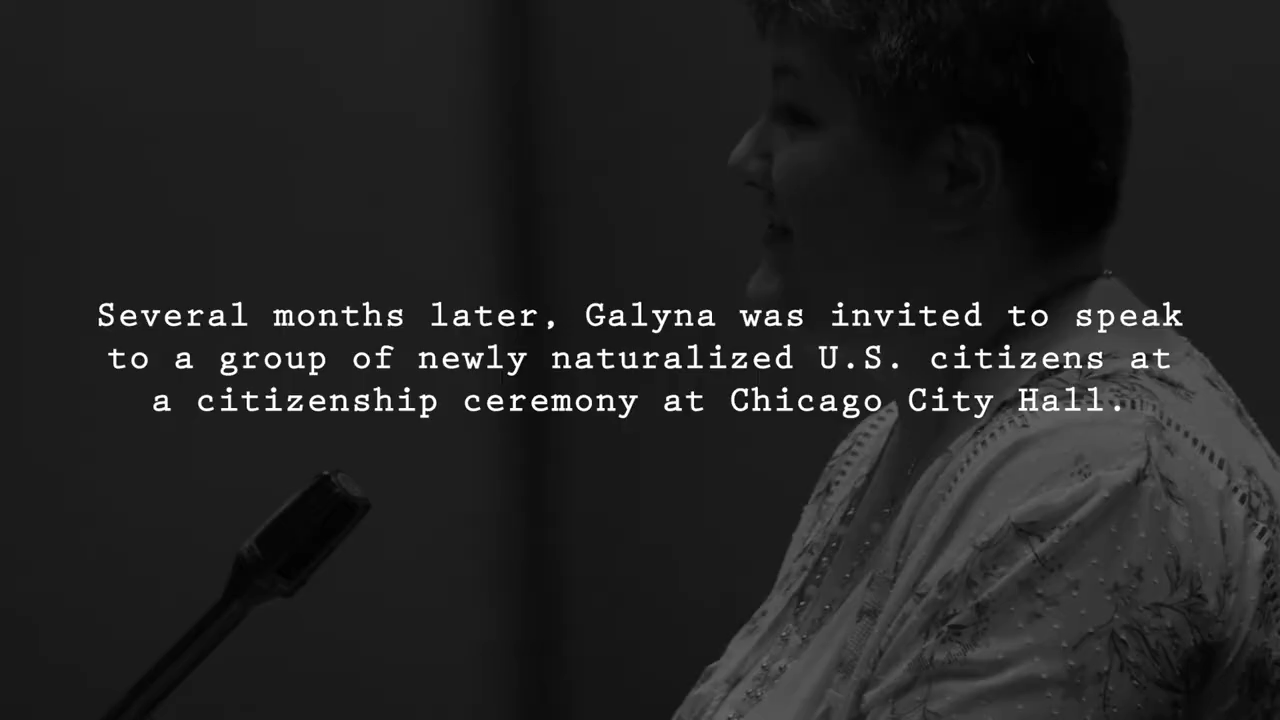 Several months later, Galyna was invited to speak
to a group of newly naturalized U.S. citizens at
a citizenship ceremony at Chicago City Hall.